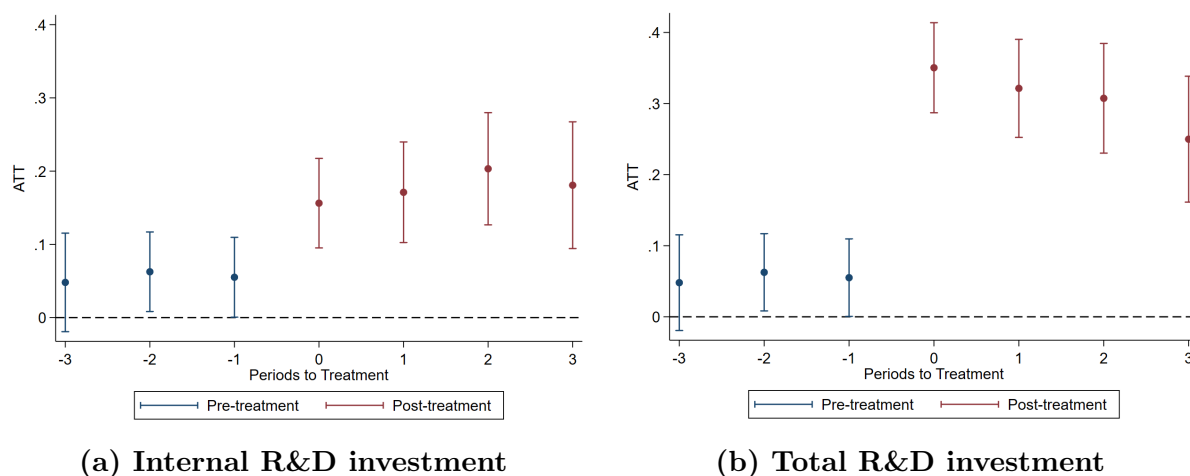 .4
.3
.2
.1
0
ATT
-3 -2 -1 0 1 2 3
Periods to Treatment
Pre-treatment Post-treatment
(a) Internal R&D investment
.4
.3
.2
.1
0
ATT
-3 -2 -1 0 1 2 3
Periods to Treatment
Pre-treatment Post-treatment
(b) Total R&D investment